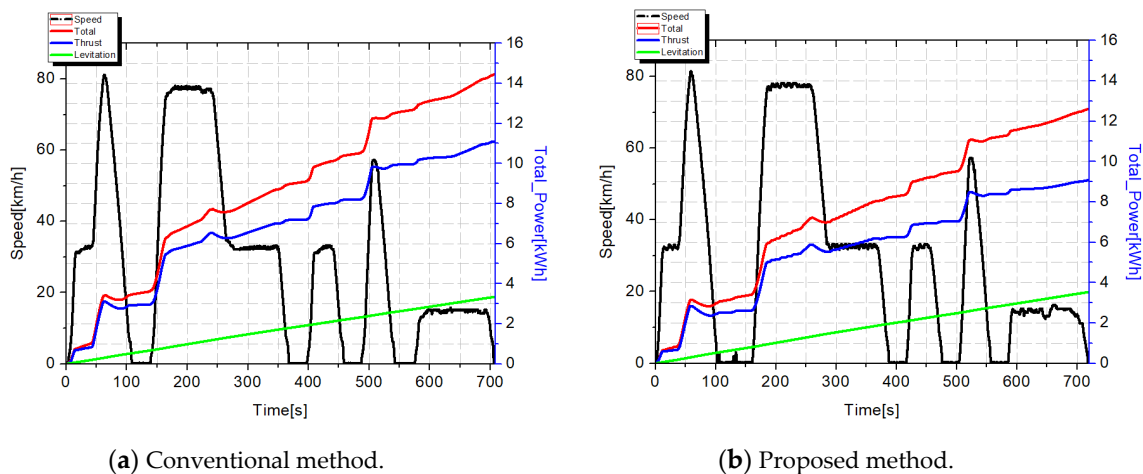 Speed
Total
Thrust
Levitation
Speed[km/h]
80
60
40
20
0
16
14
12
10
8
6
4
2
0
Total_Power[kWh]
0 100 200 300 400 500 600 700
Time[s]
(a) Conventional method.
Speed
Total
Thrust
Levitation
Speed[km/h]
80
60
40
20
0
16
14
12
10
8
6
4
2
0
Total_Power[kWh]
0 100 200 300 400 500 600 700
Time[s]
(b) Proposed method.